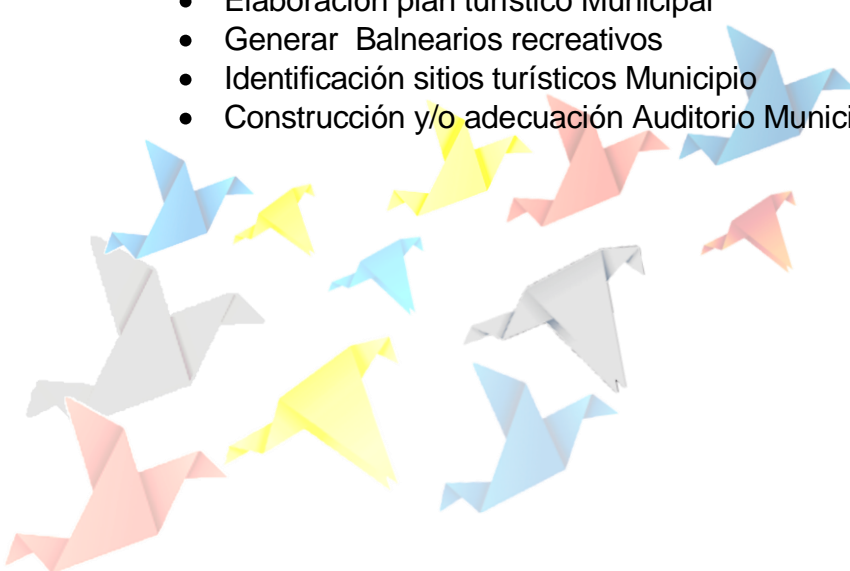 • Elaboración plan turístico Municipal
• Generar  Balnearios recreativos
• Identificación sitios turísticos Municipio
• Construcción y/o adecuación Auditorio Munici